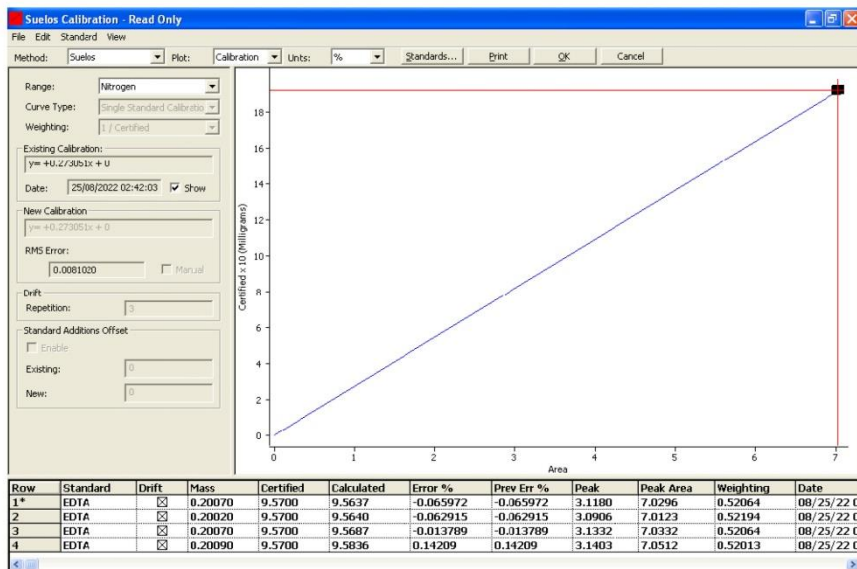 Suelos Calibration - Read Only
File Edit Standard View
Method: Suelos Plot: Calibration Unts: % Standards... Print OK Cancel
Range: Nitrogen
Curve Type: Single Standard Calibratio
Weighting: 1 / Certified
Existing Calibration:
y= +0.273051x + 0
Date: 25/08/2022 02:42:03 Show
New Calibration
y= +0.273051x + 0
RMS Error:
0.0081020 Manual
Drift
Repetition: 3
Standard Additions Offset
Enable
Existing: 0
New: 0
Certified x 10 (Milligrams)
18
16
14
12
10
8
6
4
2
0
0 1 2 3 4 5 6 7
Area
Row Standard Drift Mass Certified Calculated Error % Prev Err % Peak Peak Area Weighting Date
1* EDTA 0.20070 9.5700 9.5637 -0.065972 -0.065972 3.1180 7.0296 0.52064 08/25/22 0
2 EDTA 0.20020 9.5700 9.5640 -0.062915 -0.062915 3.0906 7.0123 0.52194 08/25/22 0
3 EDTA 0.20070 9.5700 9.5687 -0.013789 -0.013789 3.1332 7.0332 0.52064 08/25/22 0
4 EDTA 0.20090 9.5700 9.5836 0.14209 0.14209 3.1403 7.0512 0.52013 08/25/22 0